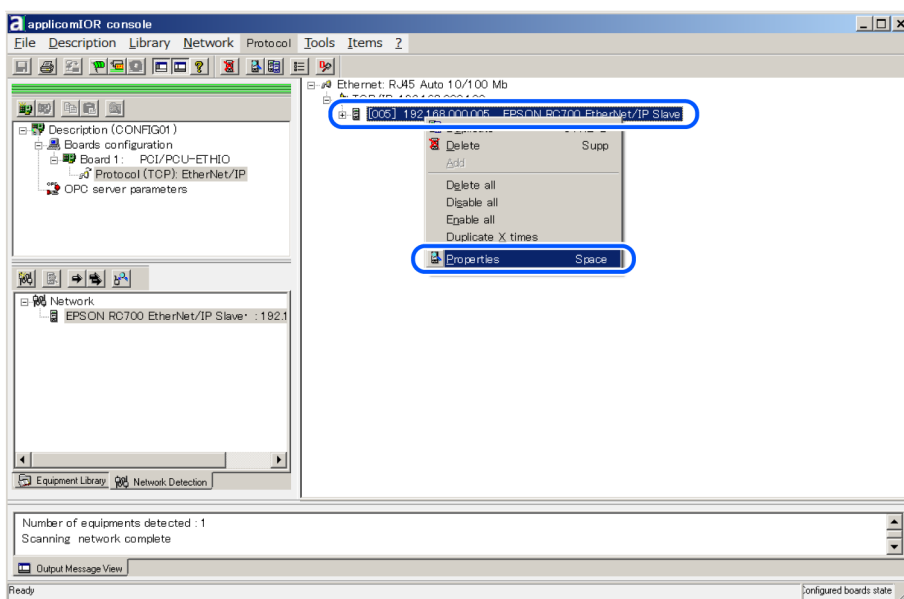 applicomIOR console
File Description Library Network Protocol Tools Items ?
Ethernet: RJ45 Auto 10/100 Mb
[005] 192.168.000.005 EPSON RC700 EtherNet/IP Slave
Delete Supp
Add
Delete all
Disable all
Enable all
Duplicate X times
Properties Space
Description (CONFIG01)
Boards configuration
Board 1: PCI/PCU-ETHIO
Protocol (TCP): EtherNet/IP
OPC server parameters
Network
EPSON RC700 EtherNet/IP Slave : 192.1
Equipment Library Network Detection
Number of equipments detected : 1
Scanning network complete
Output Message View
Ready
Configured boards state